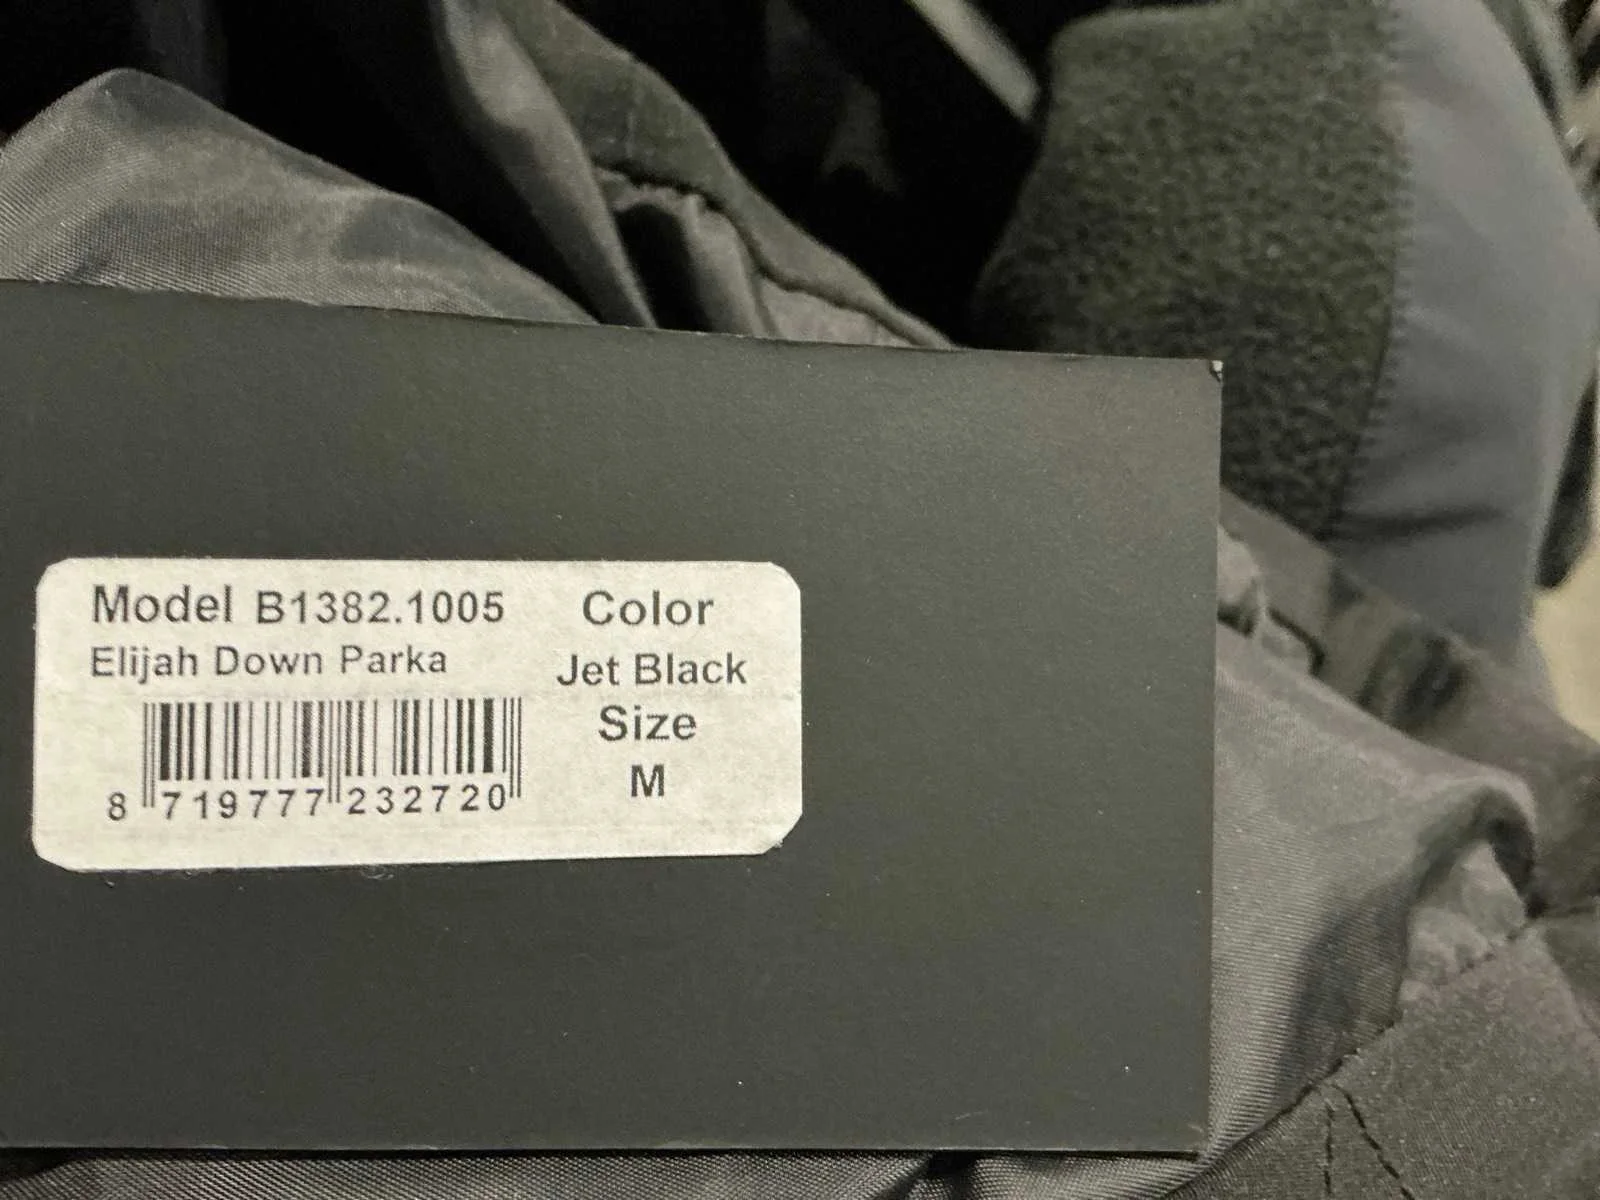 Model B1382.1005
Elijah Down Parka
8 719777 232720
Color
Jet Black
Size
M